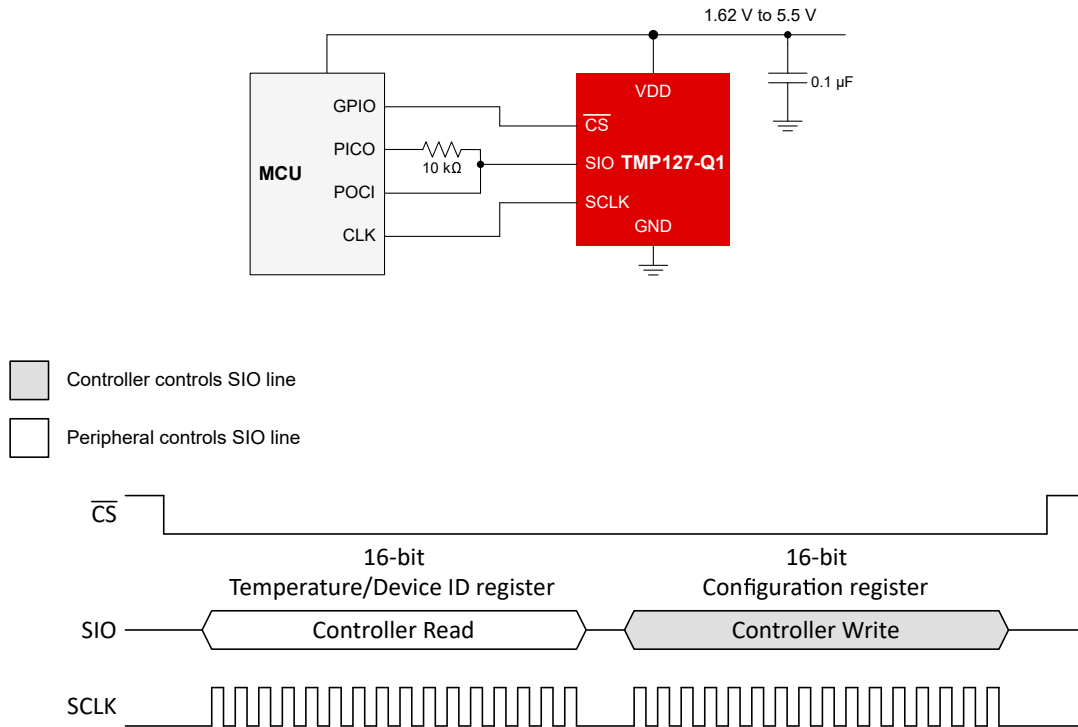 1.62 V to 5.5 V
0.1 µF
VDD
GPIO
CS
PICO
10 kΩ
SIO TMP127-Q1
MCU
POCI
SCLK
CLK
GND
Controller controls SIO line
Peripheral controls SIO line
CS
16-bit
Temperature/Device ID register
16-bit
Configuration register
SIO
Controller Read
Controller Write
SCLK